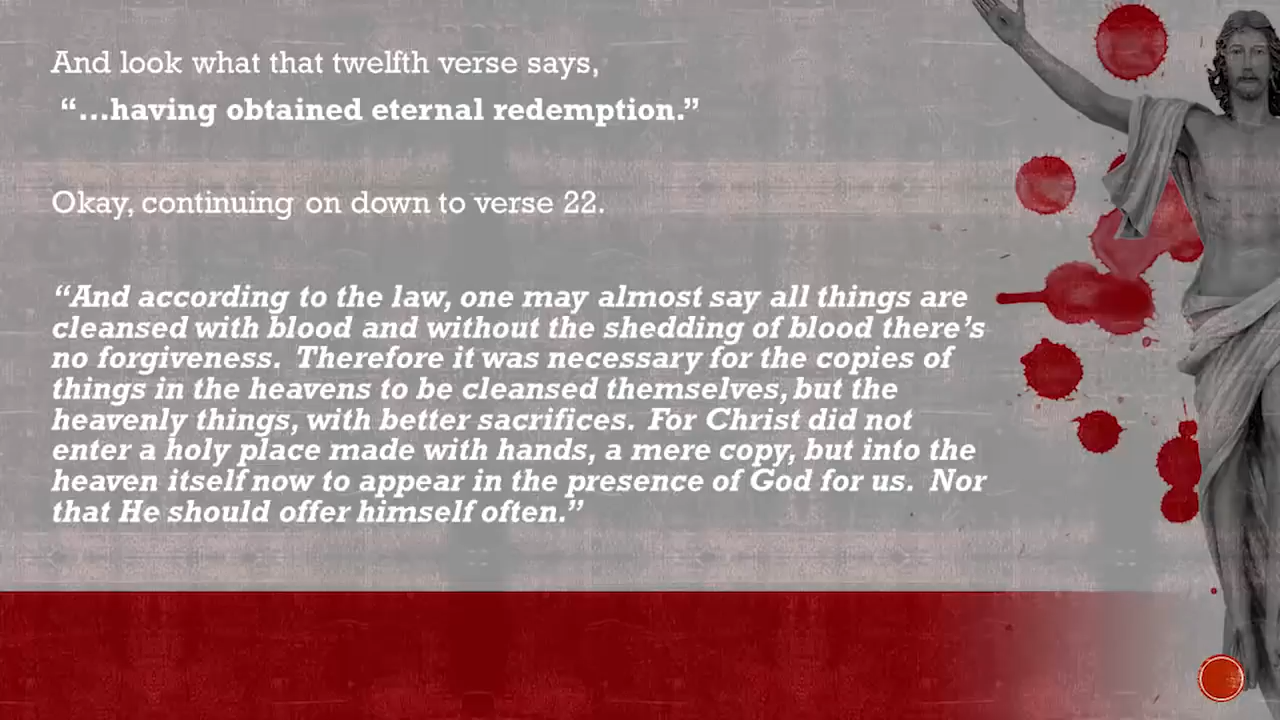 And look what that twelfth verse says,
“…having obtained eternal redemption.”
Okay, continuing on down to verse 22.
“And according to the law, one may almost say all things are
cleansed with blood and without the shedding of blood there’s
no forgiveness.  Therefore it was necessary for the copies of
things in the heavens to be cleansed themselves, but the
heavenly things, with better sacrifices.  For Christ did not
enter a holy place made with hands, a mere copy, but into the
heaven itself now to appear in the presence of God for us.  Nor
that He should offer himself often.”